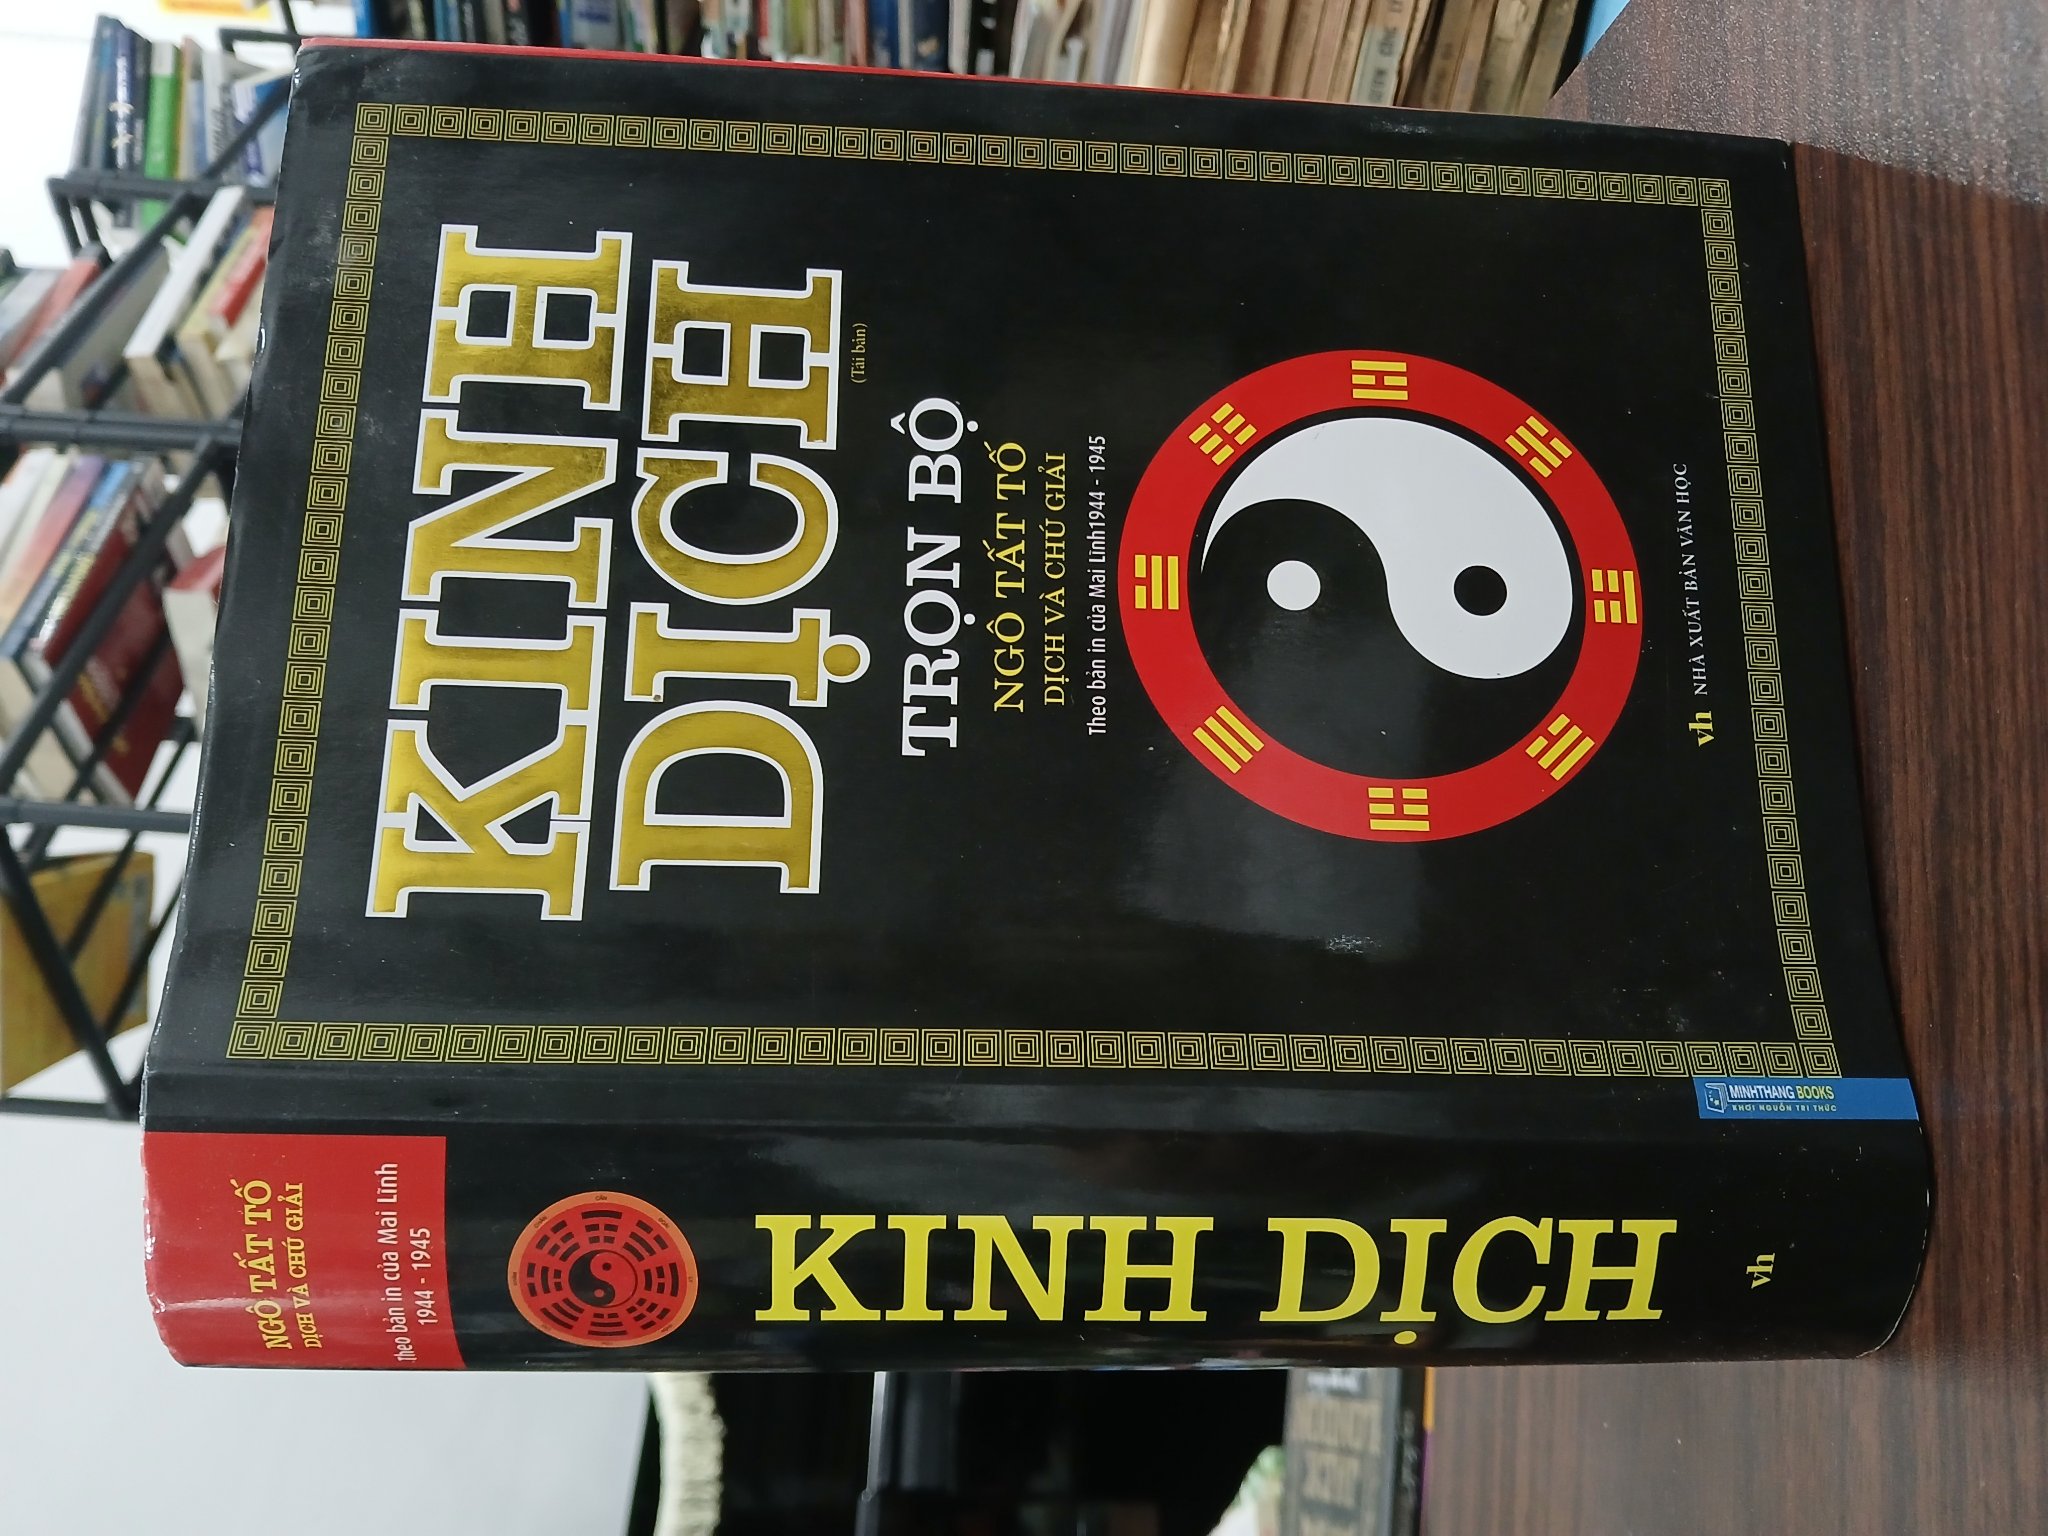 KINH
DỊCH
(Tái bản)
TRỌN BỘ
NGÔ TẤT TỐ
DỊCH VÀ CHÚ GIẢI
Theo bản in của Mai Lĩnh1944 - 1945
vh NHÀ XUẤT BẢN VĂN HỌC
MINHTHANG BOOKS
KHƠI NGUỒN TRI THỨC
NGÔ TẤT TỐ
DỊCH VÀ CHÚ GIẢI
Theo bản in của Mai Lĩnh
1944 - 1945
KINH DỊCH
vh
JACK
LONDON